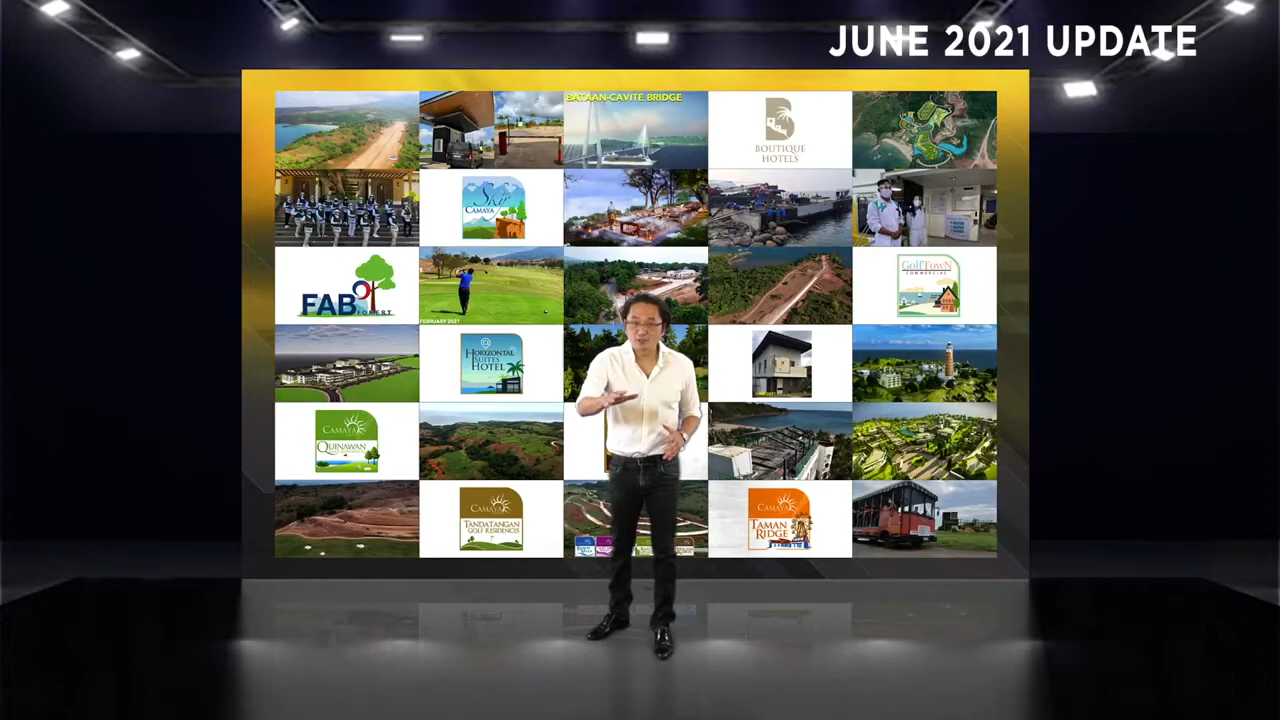 JUNE 2021 UPDATE
BATAAN-CAVITE BRIDGE
BOUTIQUE
HOTELS
Sky
CAMAYA
FAB
FOREST
FEBRUARY 2021
GolfTown
COMMERCIAL
HORIZONTAL
SUITES
HOTEL
CAMAYA
QUINAWAN
CAMAYA
TANDATANGAN
GOLF RESIDENCES
CAMAYA
TAMAN
RIDGE